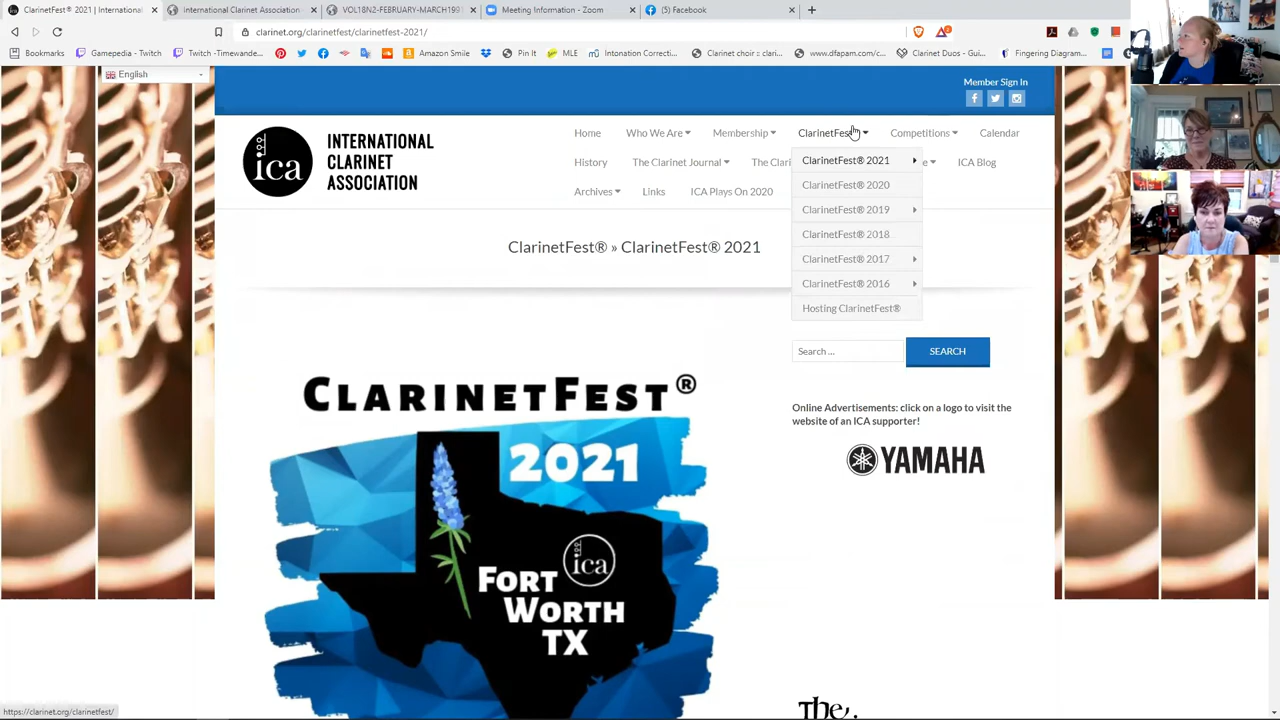 ClarinetFest® 2021 | International
International Clarinet Association
VOL18N2-FEBRUARY-MARCH1991
Meeting Information - Zoom
(5) Facebook
clarinet.org/clarinetfest/clarinetfest-2021/
Bookmarks
Gamepedia - Twitch
Twitch -Timewande...
Amazon Smile
Pin It
MLE
Intonation Correcti...
Clarinet choir :: clari...
www.dfapam.com/c...
Clarinet Duos - Gui...
Fingering Diagram...
English
Member Sign In
ica
INTERNATIONAL
CLARINET
ASSOCIATION
Home
Who We Are
Membership
ClarinetFest®
Competitions
Calendar
History
The Clarinet Journal
The Clari
e
ICA Blog
Archives
Links
ICA Plays On 2020
ClarinetFest® 2021
ClarinetFest® 2020
ClarinetFest® 2019
ClarinetFest® 2018
ClarinetFest® 2017
ClarinetFest® 2016
Hosting ClarinetFest®
ClarinetFest® » ClarinetFest® 2021
Search ...
SEARCH
Online Advertisements: click on a logo to visit the
website of an ICA supporter!
YAMAHA
CLARINETFEST®
2021
ica
FORT
WORTH
TX
The
https://clarinet.org/clarinetfest/